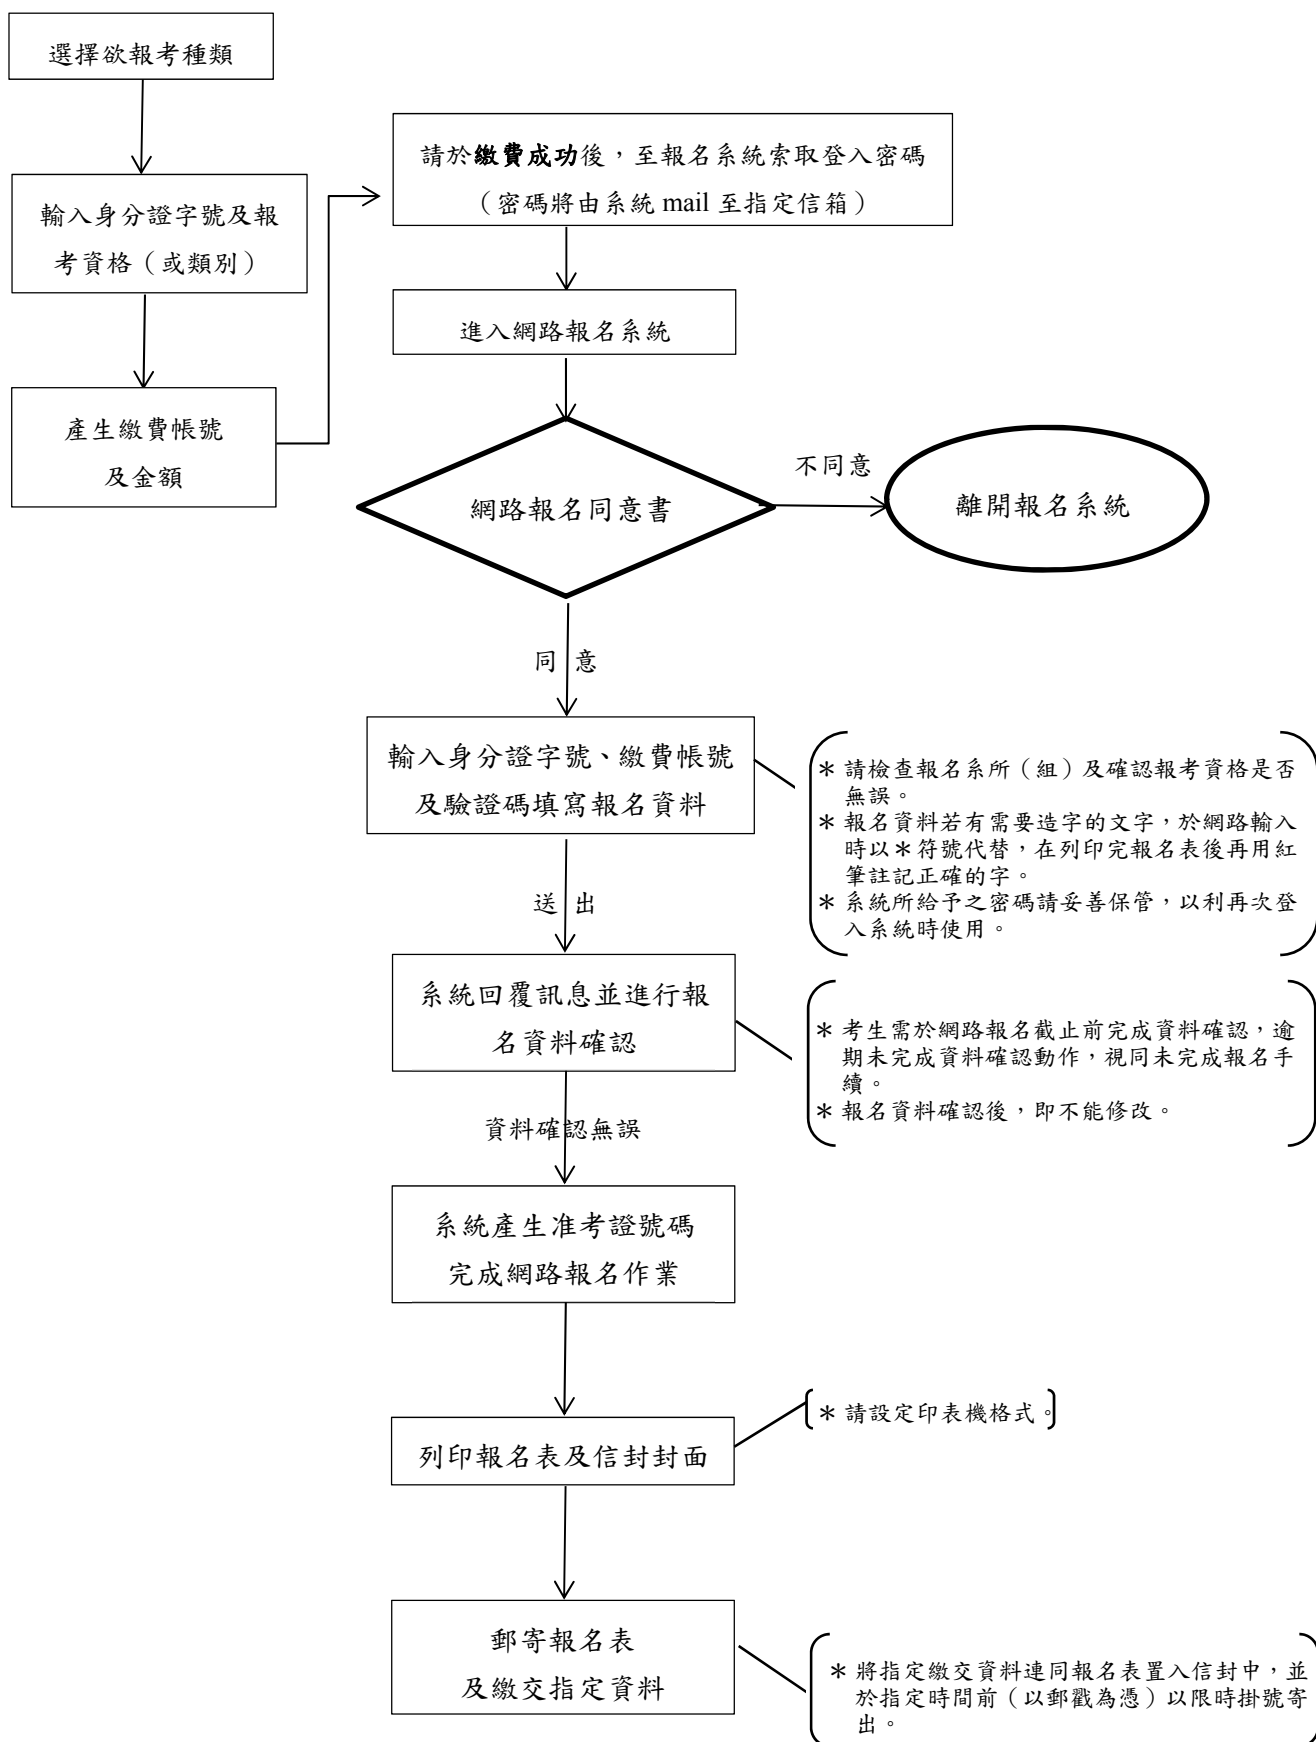 選擇欲報考種類
輸入身分證字號及報
考資格（或類別）
產生繳費帳號
及金額
請於繳費成功後，至報名系統索取登入密碼
（密碼將由系統 mail 至指定信箱）
進入網路報名系統
網路報名同意書
不同意
離開報名系統
同意
輸入身分證字號、繳費帳號
及驗證碼填寫報名資料
＊請檢查報名系所（組）及確認報考資格是否
無誤。
＊報名資料若有需要造字的文字，於網路輸入
時以＊符號代替，在列印完報名表後再用紅
筆註記正確的字。
＊系統所給予之密碼請妥善保管，以利再次登
入系統時使用。
送出
系統回覆訊息並進行報
名資料確認
＊考生需於網路報名截止前完成資料確認，逾
期未完成資料確認動作，視同未完成報名手
續。
＊報名資料確認後，即不能修改。
資料確認無誤
系統產生准考證號碼
完成網路報名作業
列印報名表及信封封面
＊請設定印表機格式。
郵寄報名表
及繳交指定資料
＊將指定繳交資料連同報名表置入信封中，並
於指定時間前（以郵戳為憑）以限時掛號寄
出。